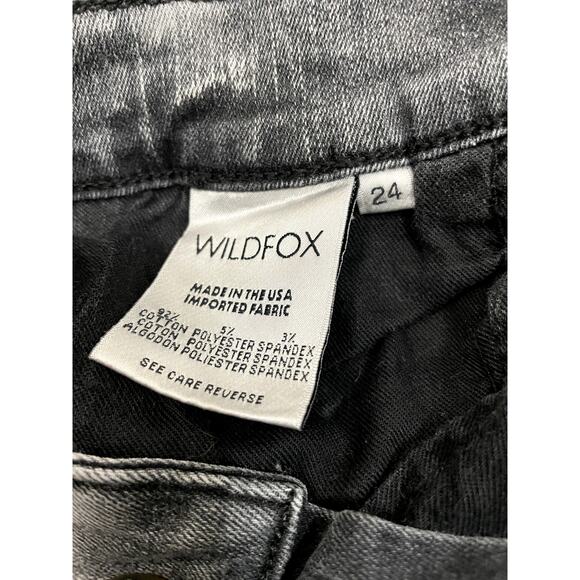 WILDFOX
24
MADE IN THE USA
IMPORTED FABRIC
92% 5% 3%
COTTON POLYESTER SPANDEX
COTON POLYESTER SPANDEX
ALGODON POLIESTER SPANDEX
SEE CARE REVERSE